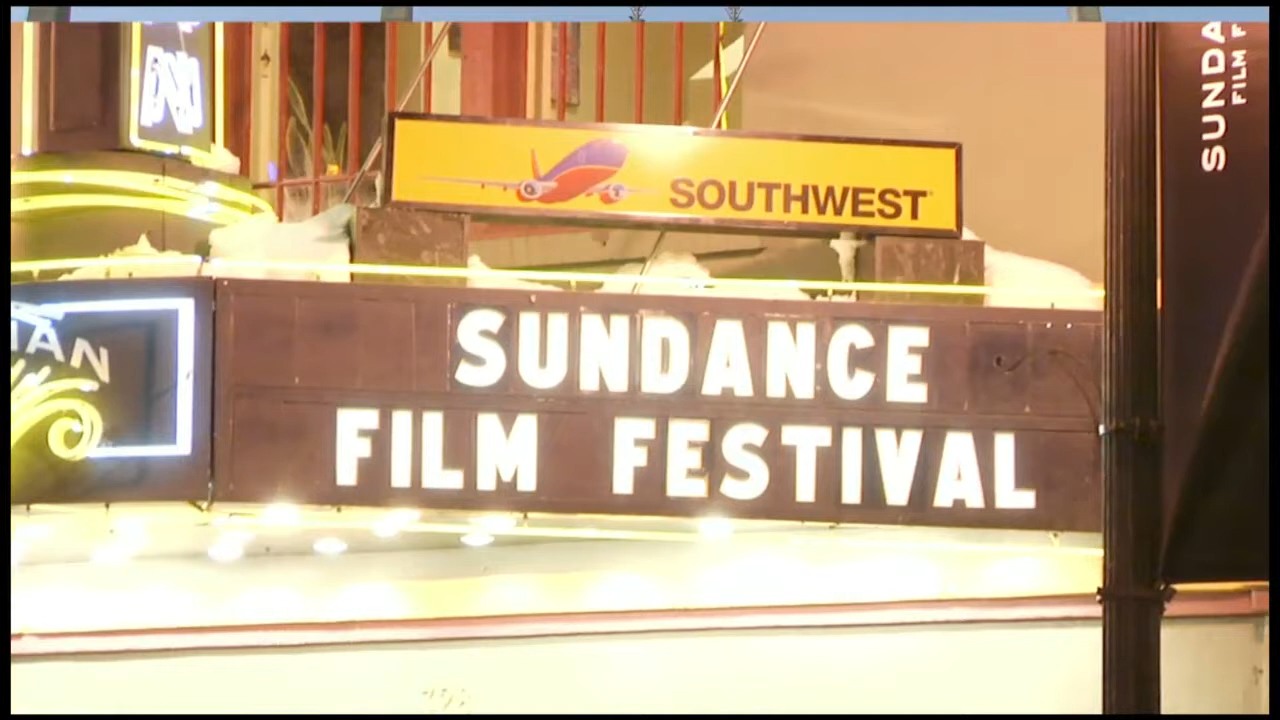 N
SOUTHWEST
SUNDANCE
FILM FESTIVAL
IAN
SUNDA
FILM F